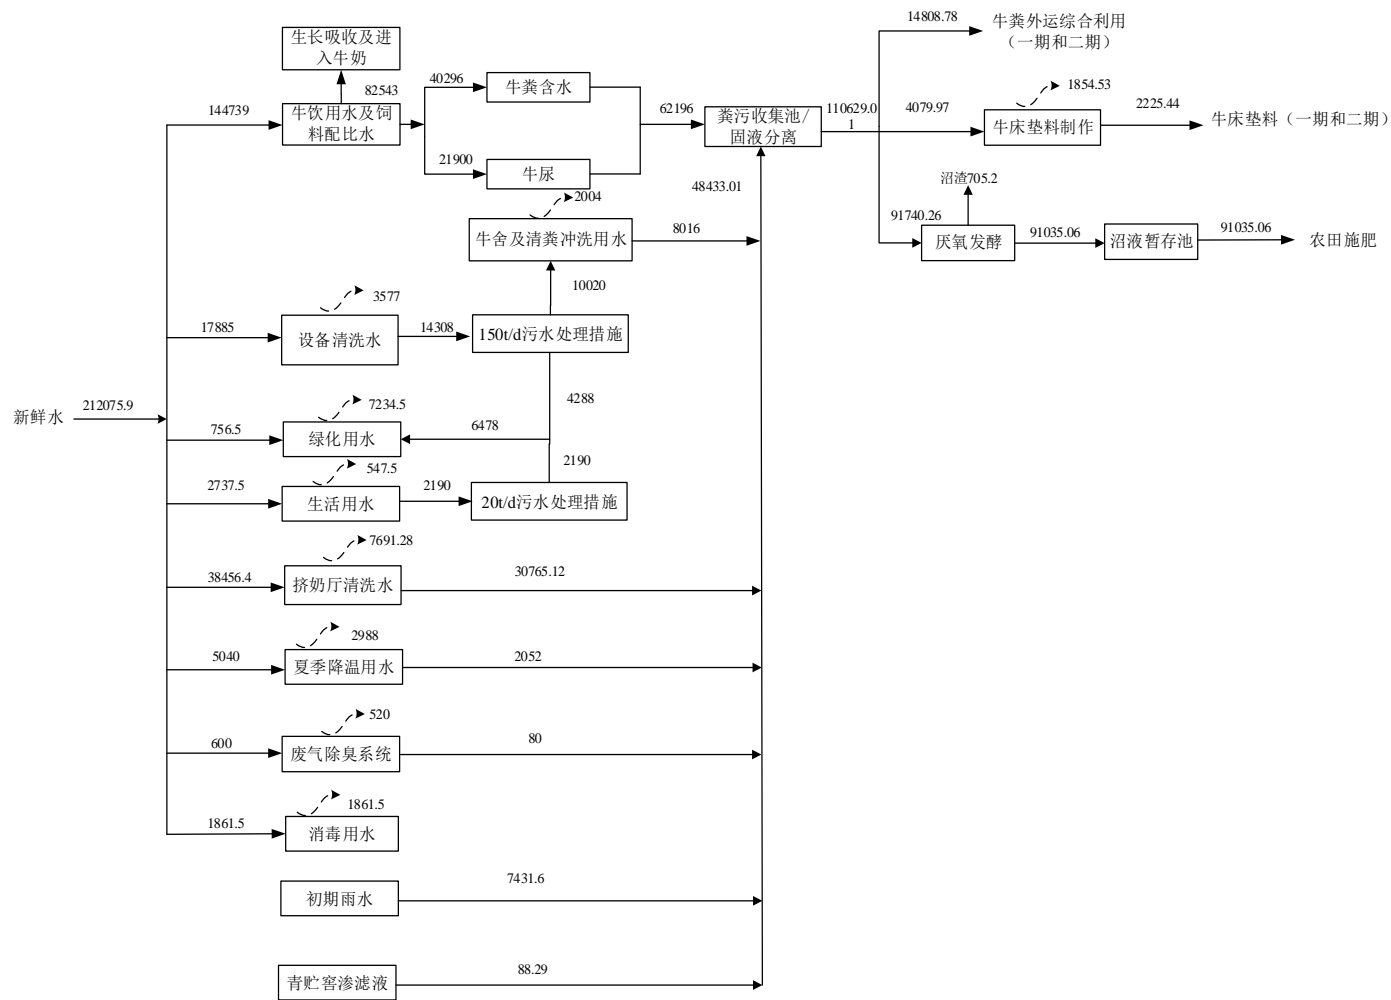 生长吸收及进
入牛奶
82543
144739
牛饮用水及饲
料配比水
40296
牛粪含水
21900
牛尿
62196
粪污收集池/
固液分离
110629.0
1
14808.78
牛粪外运综合利用
（一期和二期）
4079.97
1854.53
牛床垫料制作
2225.44
牛床垫料（一期和二期）
91740.26
沼渣705.2
厌氧发酵
91035.06
沼液暂存池
91035.06
农田施肥
48433.01
2004
牛舍及清粪冲洗用水
8016
10020
17885
3577
设备清洗水
14308
150t/d污水处理措施
4288
新鲜水
212075.9
756.5
7234.5
绿化用水
6478
2190
2737.5
547.5
生活用水
2190
20t/d污水处理措施
38456.4
7691.28
挤奶厅清洗水
30765.12
5040
2988
夏季降温用水
2052
600
520
废气除臭系统
80
1861.5
1861.5
消毒用水
初期雨水
7431.6
青贮窖渗滤液
88.29